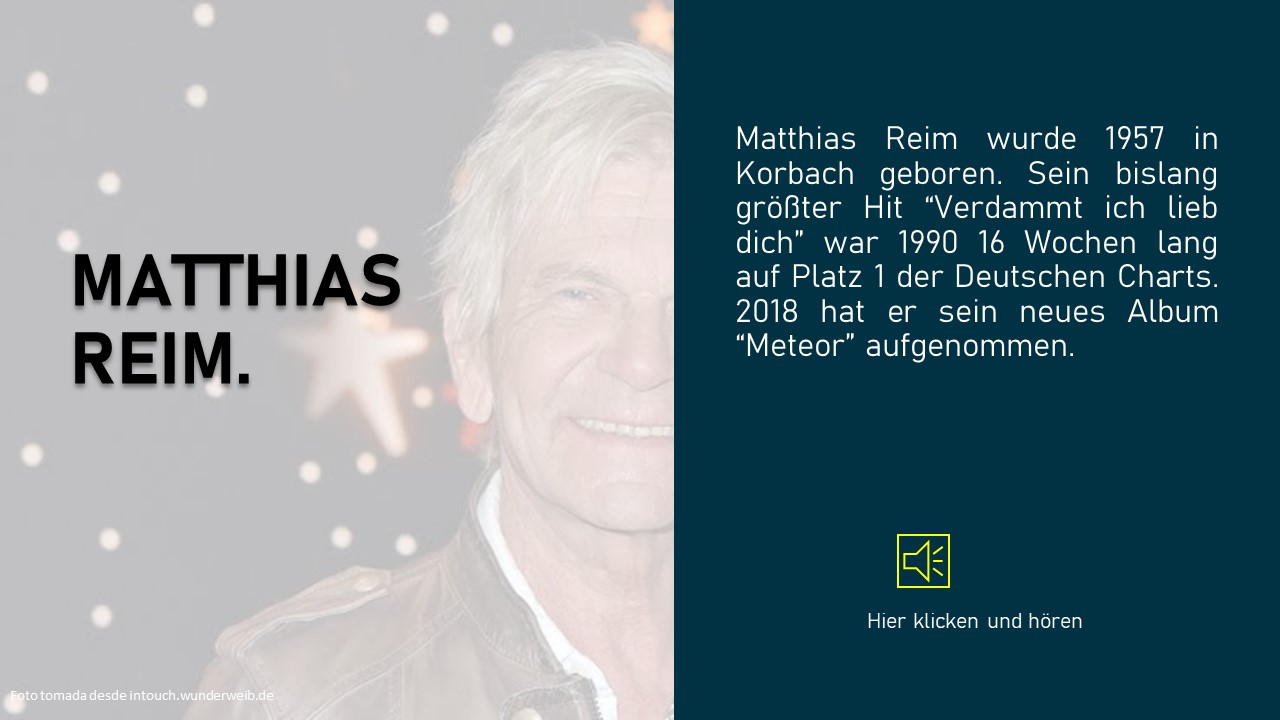 MATTHIAS
REIM.
Matthias Reim wurde 1957 in
Korbach geboren. Sein bislang
größter Hit “Verdammt ich lieb
dich” war 1990 16 Wochen lang
auf Platz 1 der Deutschen Charts.
2018 hat er sein neues Album
“Meteor” aufgenommen.
Hier klicken und hören
Foto tomada desde intouch.wunderweib.de